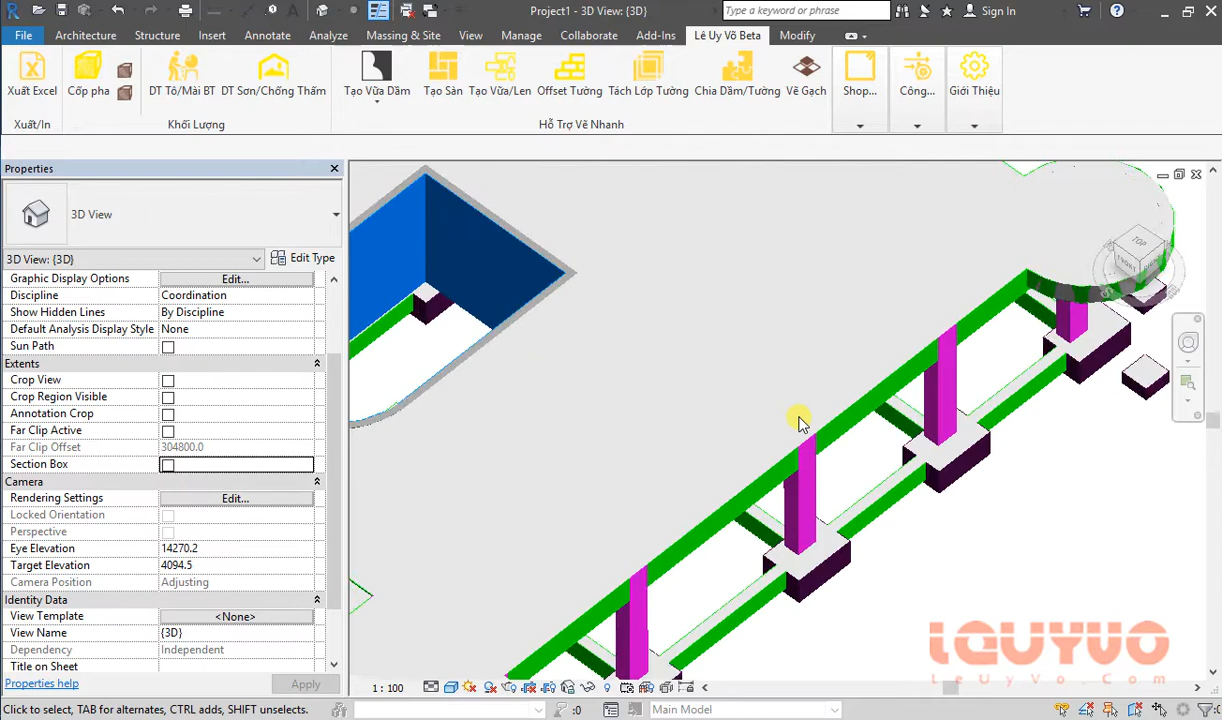 Project1 - 3D View: {3D}
Type a keyword or phrase
Sign In
File Architecture Structure Insert Annotate Analyze Massing & Site View Manage Collaborate Add-Ins Lê Uy Võ Beta Modify
Xuất Excel Cốp pha DT Tô/Mài BT DT Sơn/Chống Thấm Tạo Vữa Dầm Tạo Sàn Tạo Vữa/Len Offset Tường Tách Lớp Tường Chia Dầm/Tường Vẽ Gạch Shop... Công... Giới Thiệu
Xuất/In Khối Lượng Hỗ Trợ Vẽ Nhanh
Properties
3D View
3D View: {3D} Edit Type
Graphic Display Options Edit...
Discipline Coordination
Show Hidden Lines By Discipline
Default Analysis Display Style None
Sun Path
Extents
Crop View
Crop Region Visible
Annotation Crop
Far Clip Active
Far Clip Offset 304800.0
Section Box
Camera
Rendering Settings Edit...
Locked Orientation
Perspective
Eye Elevation 14270.2
Target Elevation 4094.5
Camera Position Adjusting
Identity Data
View Template <None>
View Name {3D}
Dependency Independent
Title on Sheet
Properties help Apply
TOP
FRONT
RIGHT
LEUYVO
LeUyVo.Com
1 : 100
Click to select, TAB for alternates, CTRL adds, SHIFT unselects.
:0
Main Model
:0